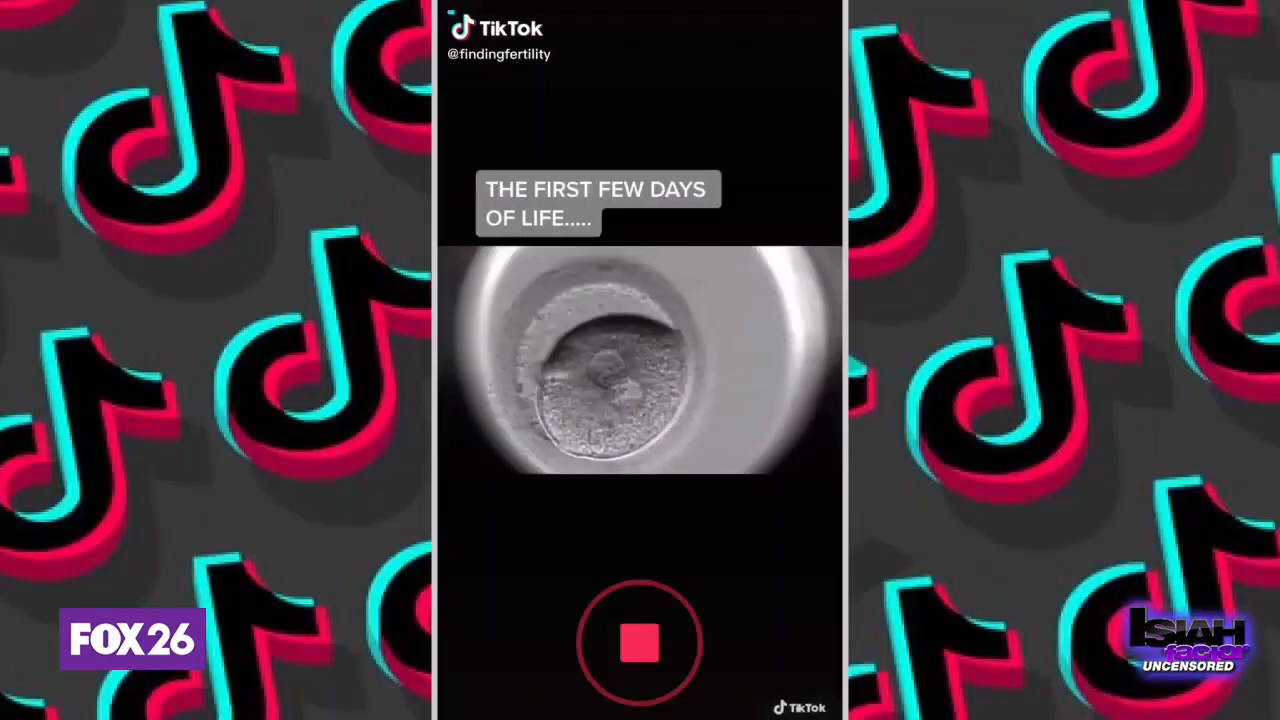 TikTok
@findingfertility
THE FIRST FEW DAYS
OF LIFE.....
FOX 26
ISIAH
factor
UNCENSORED
TikTok